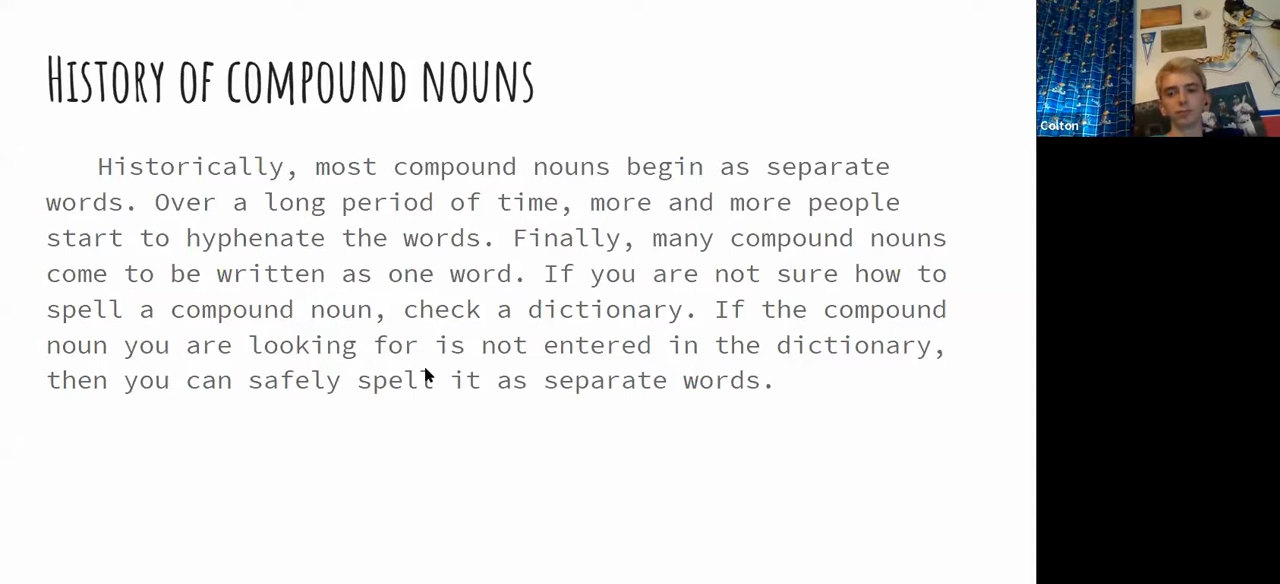 HISTORY OF COMPOUND NOUNS
Historically, most compound nouns begin as separate
words. Over a long period of time, more and more people
start to hyphenate the words. Finally, many compound nouns
come to be written as one word. If you are not sure how to
spell a compound noun, check a dictionary. If the compound
noun you are looking for is not entered in the dictionary,
then you can safely spell it as separate words.
Colton